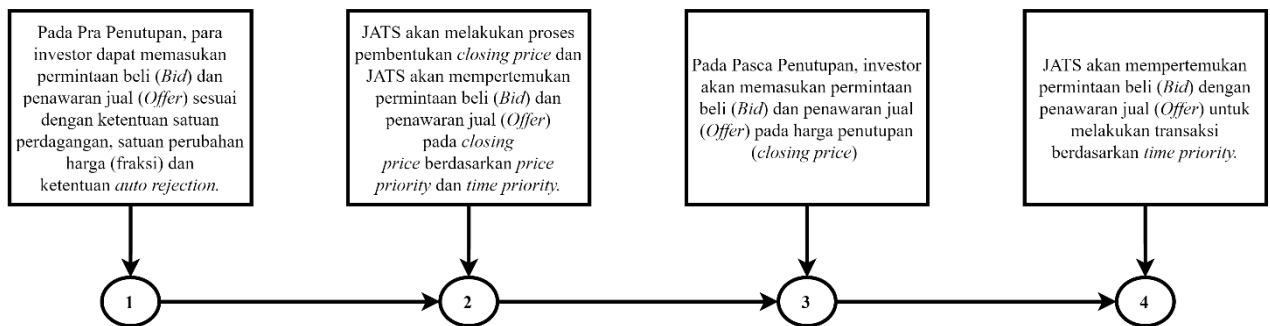 Pada Pra Penutupan, para
investor dapat memasukan
permintaan beli (Bid) dan
penawaran jual (Offer) sesuai
dengan ketentuan satuan
perdagangan, satuan perubahan
harga (fraksi) dan
ketentuan auto rejection.
JATS akan melakukan proses
pembentukan closing price dan
JATS akan mempertemukan
permintaan beli (Bid) dan
penawaran jual (Offer)
pada closing
price berdasarkan price
priority dan time priority.
Pada Pasca Penutupan, investor
akan memasukan permintaan
beli (Bid) dan penawaran jual
(Offer) pada harga penutupan
(closing price)
JATS akan mempertemukan
permintaan beli (Bid) dengan
penawaran jual (Offer) untuk
melakukan transaksi
berdasarkan time priority.
1
2
3
4